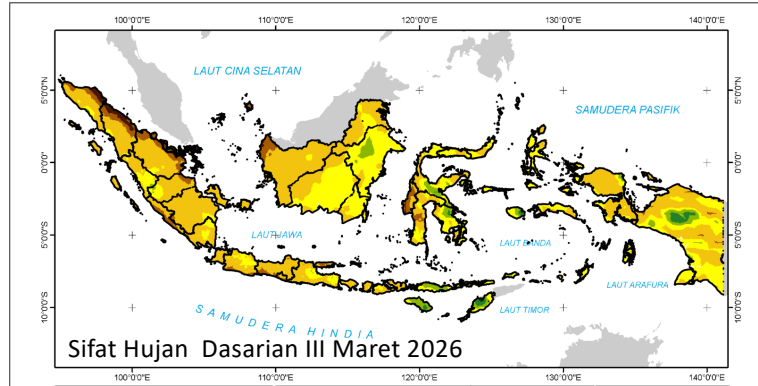 100°0'0"E 110°0'0"E 120°0'0"E 130°0'0"E 140°0'0"E
LAUT CINA SELATAN
5°0'0"N 5°0'0"N
SAMUDERA PASIFIK
0°0'0" 0°0'0"
LAUT JAWA
5°0'0"S 5°0'0"S
LAUT BANDA
LAUT ARAFURA
10°0'0"S 10°0'0"S
LAUT TIMOR
SAMUDERA HINDIA
Sifat Hujan Dasarian III Maret 2026
100°0'0"E 110°0'0"E 120°0'0"E 130°0'0"E 140°0'0"E